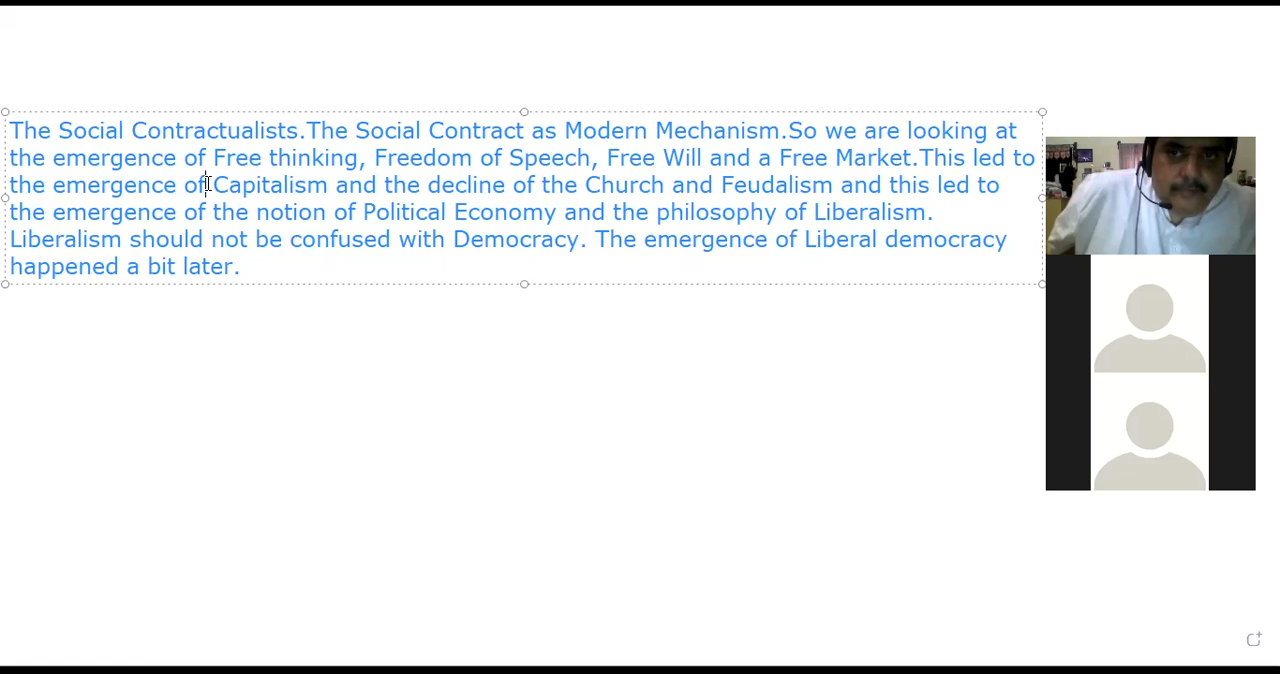 The Social Contractualists.The Social Contract as Modern Mechanism.So we are looking at
the emergence of Free thinking, Freedom of Speech, Free Will and a Free Market.This led to
the emergence of Capitalism and the decline of the Church and Feudalism and this led to
the emergence of the notion of Political Economy and the philosophy of Liberalism.
Liberalism should not be confused with Democracy. The emergence of Liberal democracy
happened a bit later.